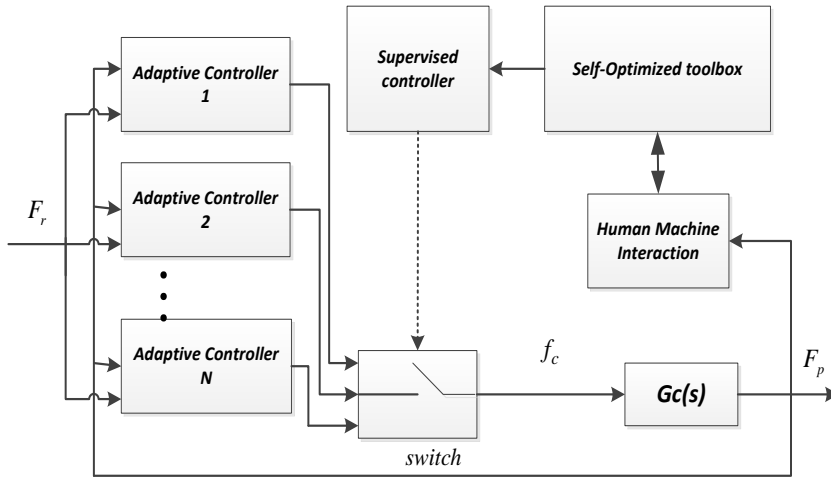 Adaptive Controller
1
Supervised
controller
Self-Optimized toolbox
Adaptive Controller
2
F_r
Human Machine
Interaction
Adaptive Controller
N
f_c
F_p
Gc(s)
switch